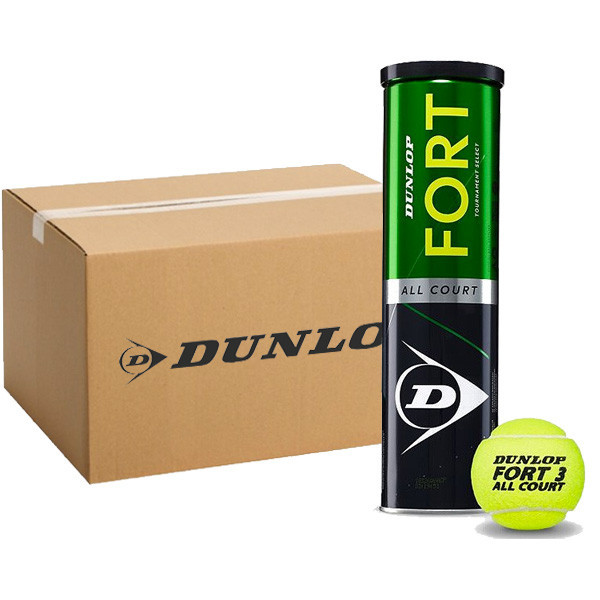 DUNLO
D
DUNLOP
FORT
TOURNAMENT SELECT
ALL COURT
D
DUNLOP
FORT 3
ALL COURT